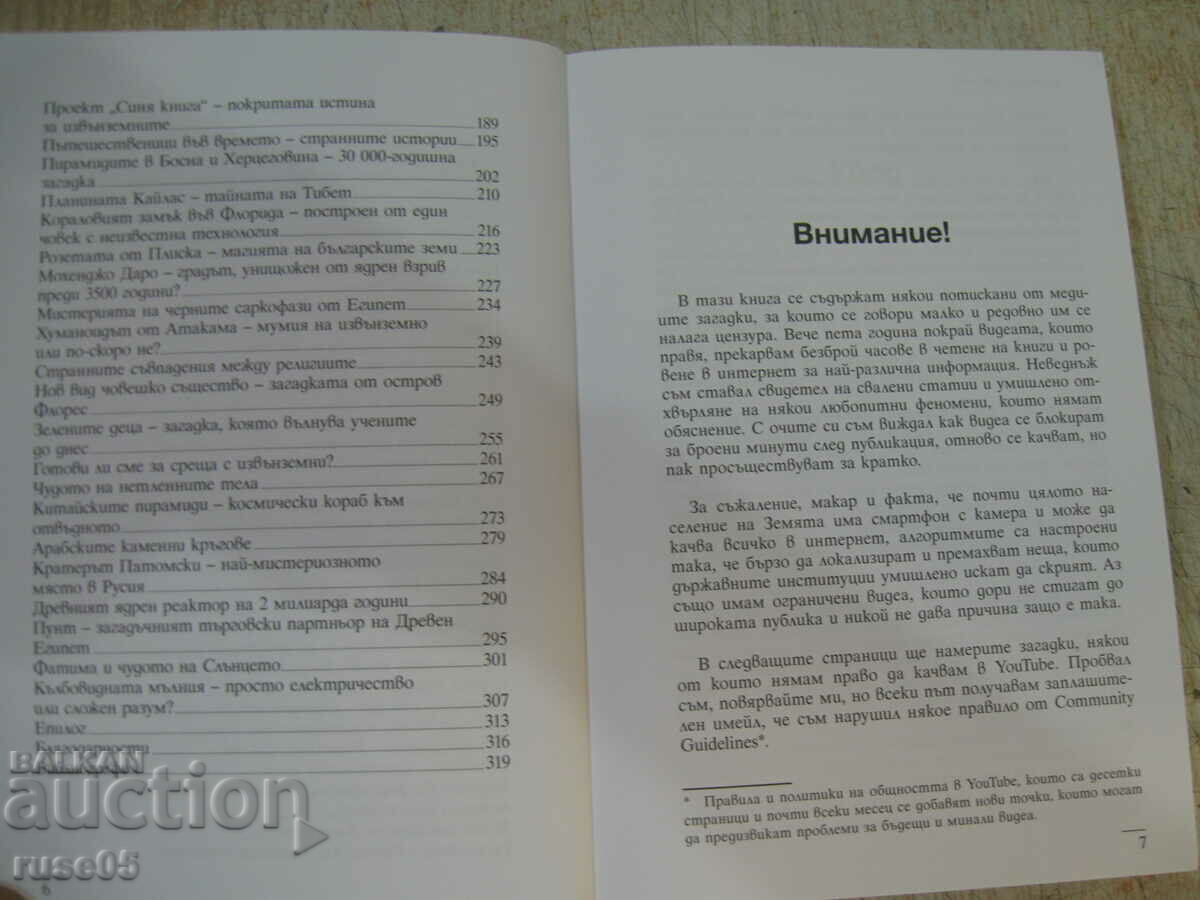 Проект „Синя книга“ – покритата истина
за извънземните 189
Пътешественици във времето – странните истории 195
Пирамидите в Босна и Херцеговина – 30 000-годишна
загадка 202
Планината Кайлас – тайната на Тибет 210
Кораловият замък във Флорида – построен от един
човек с неизвестна технология 216
Розетата от Плиска – магията на българските земи 223
Мохенджо Даро – градът, унищожен от ядрен взрив
преди 3500 години? 227
Мистерията на черните саркофази от Египет 234
Хуманоидът от Атакама – мумия на извънземно
или по-скоро не? 239
Странните съвпадения между религиите 243
Нов вид човешко същество – загадката от остров
Флорес 249
Зелените деца – загадка, която вълнува учените
до днес 255
Готови ли сме за среща с извънземни? 261
Чудото на нетленните тела 267
Китайските пирамиди – космически кораб към
отвъдното 273
Арабските каменни кръгове 279
Кратерът Патомски – най-мистериозното
място в Русия 284
Древният ядрен реактор на 2 милиарда години 290
Пунт – загадъчният търговски партньор на Древен
Египет 295
Фатима и чудото на Слънцето 301
Кълбовидната мълния – просто електричество
или сложен разум? 307
Епилог 313
Благодарности 316
319
6
BALKAN
auction
ruse05
Внимание!
В тази книга се съдържат някои потискани от меди-
ите загадки, за които се говори малко и редовно им се
налага цензура. Вече пета година покрай видеата, които
правя, прекарвам безброй часове в четене на книги и ро-
вене в интернет за най-различна информация. Неведнъж
съм ставал свидетел на свалени статии и умишлено от-
хвърляне на някои любопитни феномени, които нямат
обяснение. С очите си съм виждал как видеа се блокират
за броени минути след публикация, отново се качват, но
пак просъществуват за кратко.
За съжаление, макар и факта, че почти цялото на-
селение на Земята има смартфон с камера и може да
качва всичко в интернет, алгоритмите са настроени
така, че бързо да локализират и премахват неща, които
държавните институции умишлено искат да скрият. Аз
също имам ограничени видеа, които дори не стигат до
широката публика и никой не дава причина защо е така.
В следващите страници ще намерите загадки, някои
от които нямам право да качвам в YouTube. Пробвал
съм, повярвайте ми, но всеки път получавам заплашите-
лен имейл, че съм нарушил някое правило от Community
Guidelines*.
* Правила и политики на общността в YouTube, които са десетки
страници и почти всеки месец се добавят нови точки, които могат
да предизвикат проблеми за бъдещи и минали видеа.
7